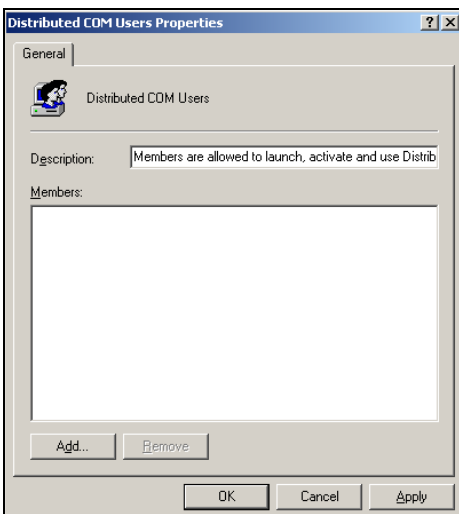 Distributed COM Users Properties
General
Distributed COM Users
Description: Members are allowed to launch, activate and use Distrib
Members:
Add... Remove
OK Cancel Apply